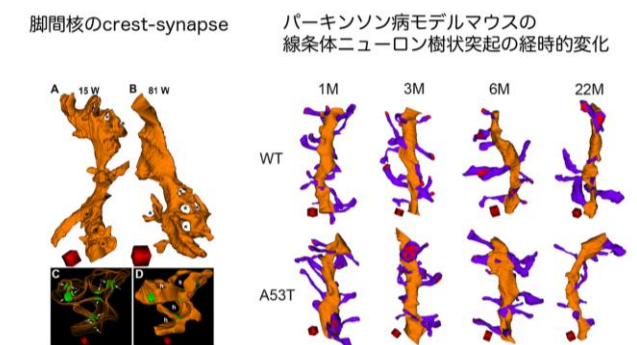 脚間核のcrest-synapse
パーキンソン病モデルマウスの
線条体ニューロン樹状突起の経時的変化
A 15 W B 81 W
1M 3M 6M 22M
WT
C D
h h
h
h
A53T